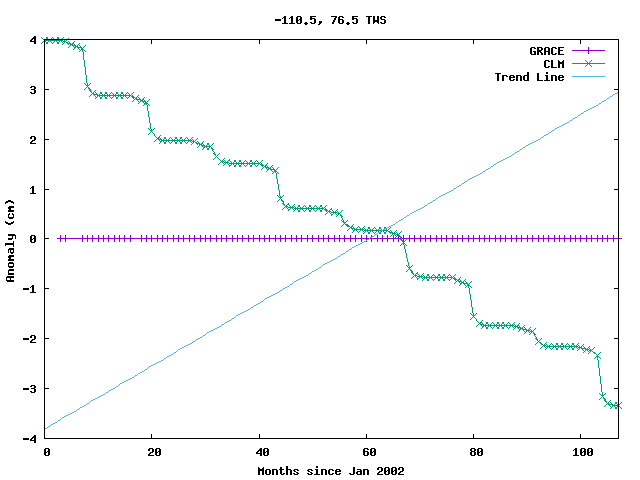 -110.5, 76.5 TWS
GRACE
CLM
Trend Line
4
3
2
1
0
-1
-2
-3
-4
Anomaly (cm)
0 20 40 60 80 100
Months since Jan 2002